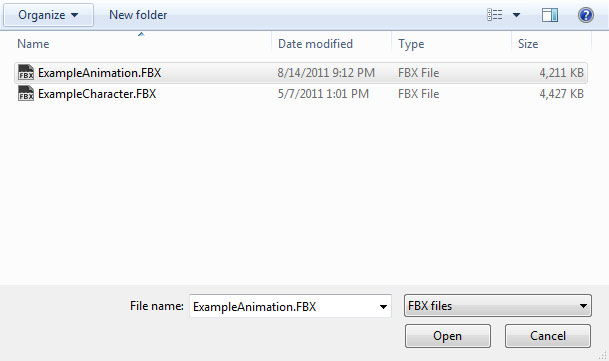 Organize New folder
Name Date modified Type Size
FBX ExampleAnimation.FBX 8/14/2011 9:12 PM FBX File 4,211 KB
FBX ExampleCharacter.FBX 5/7/2011 1:01 PM FBX File 4,427 KB
File name: ExampleAnimation.FBX FBX files
Open Cancel